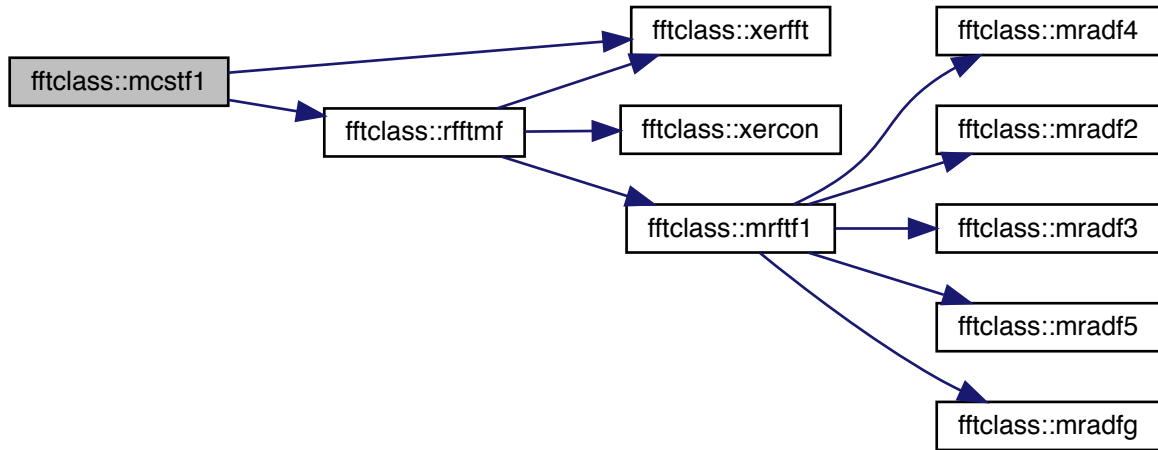 fftclass::mcstf1
fftclass::xerfft
fftclass::rfftmf
fftclass::xercon
fftclass::mrftf1
fftclass::mradf4
fftclass::mradf2
fftclass::mradf3
fftclass::mradf5
fftclass::mradfg